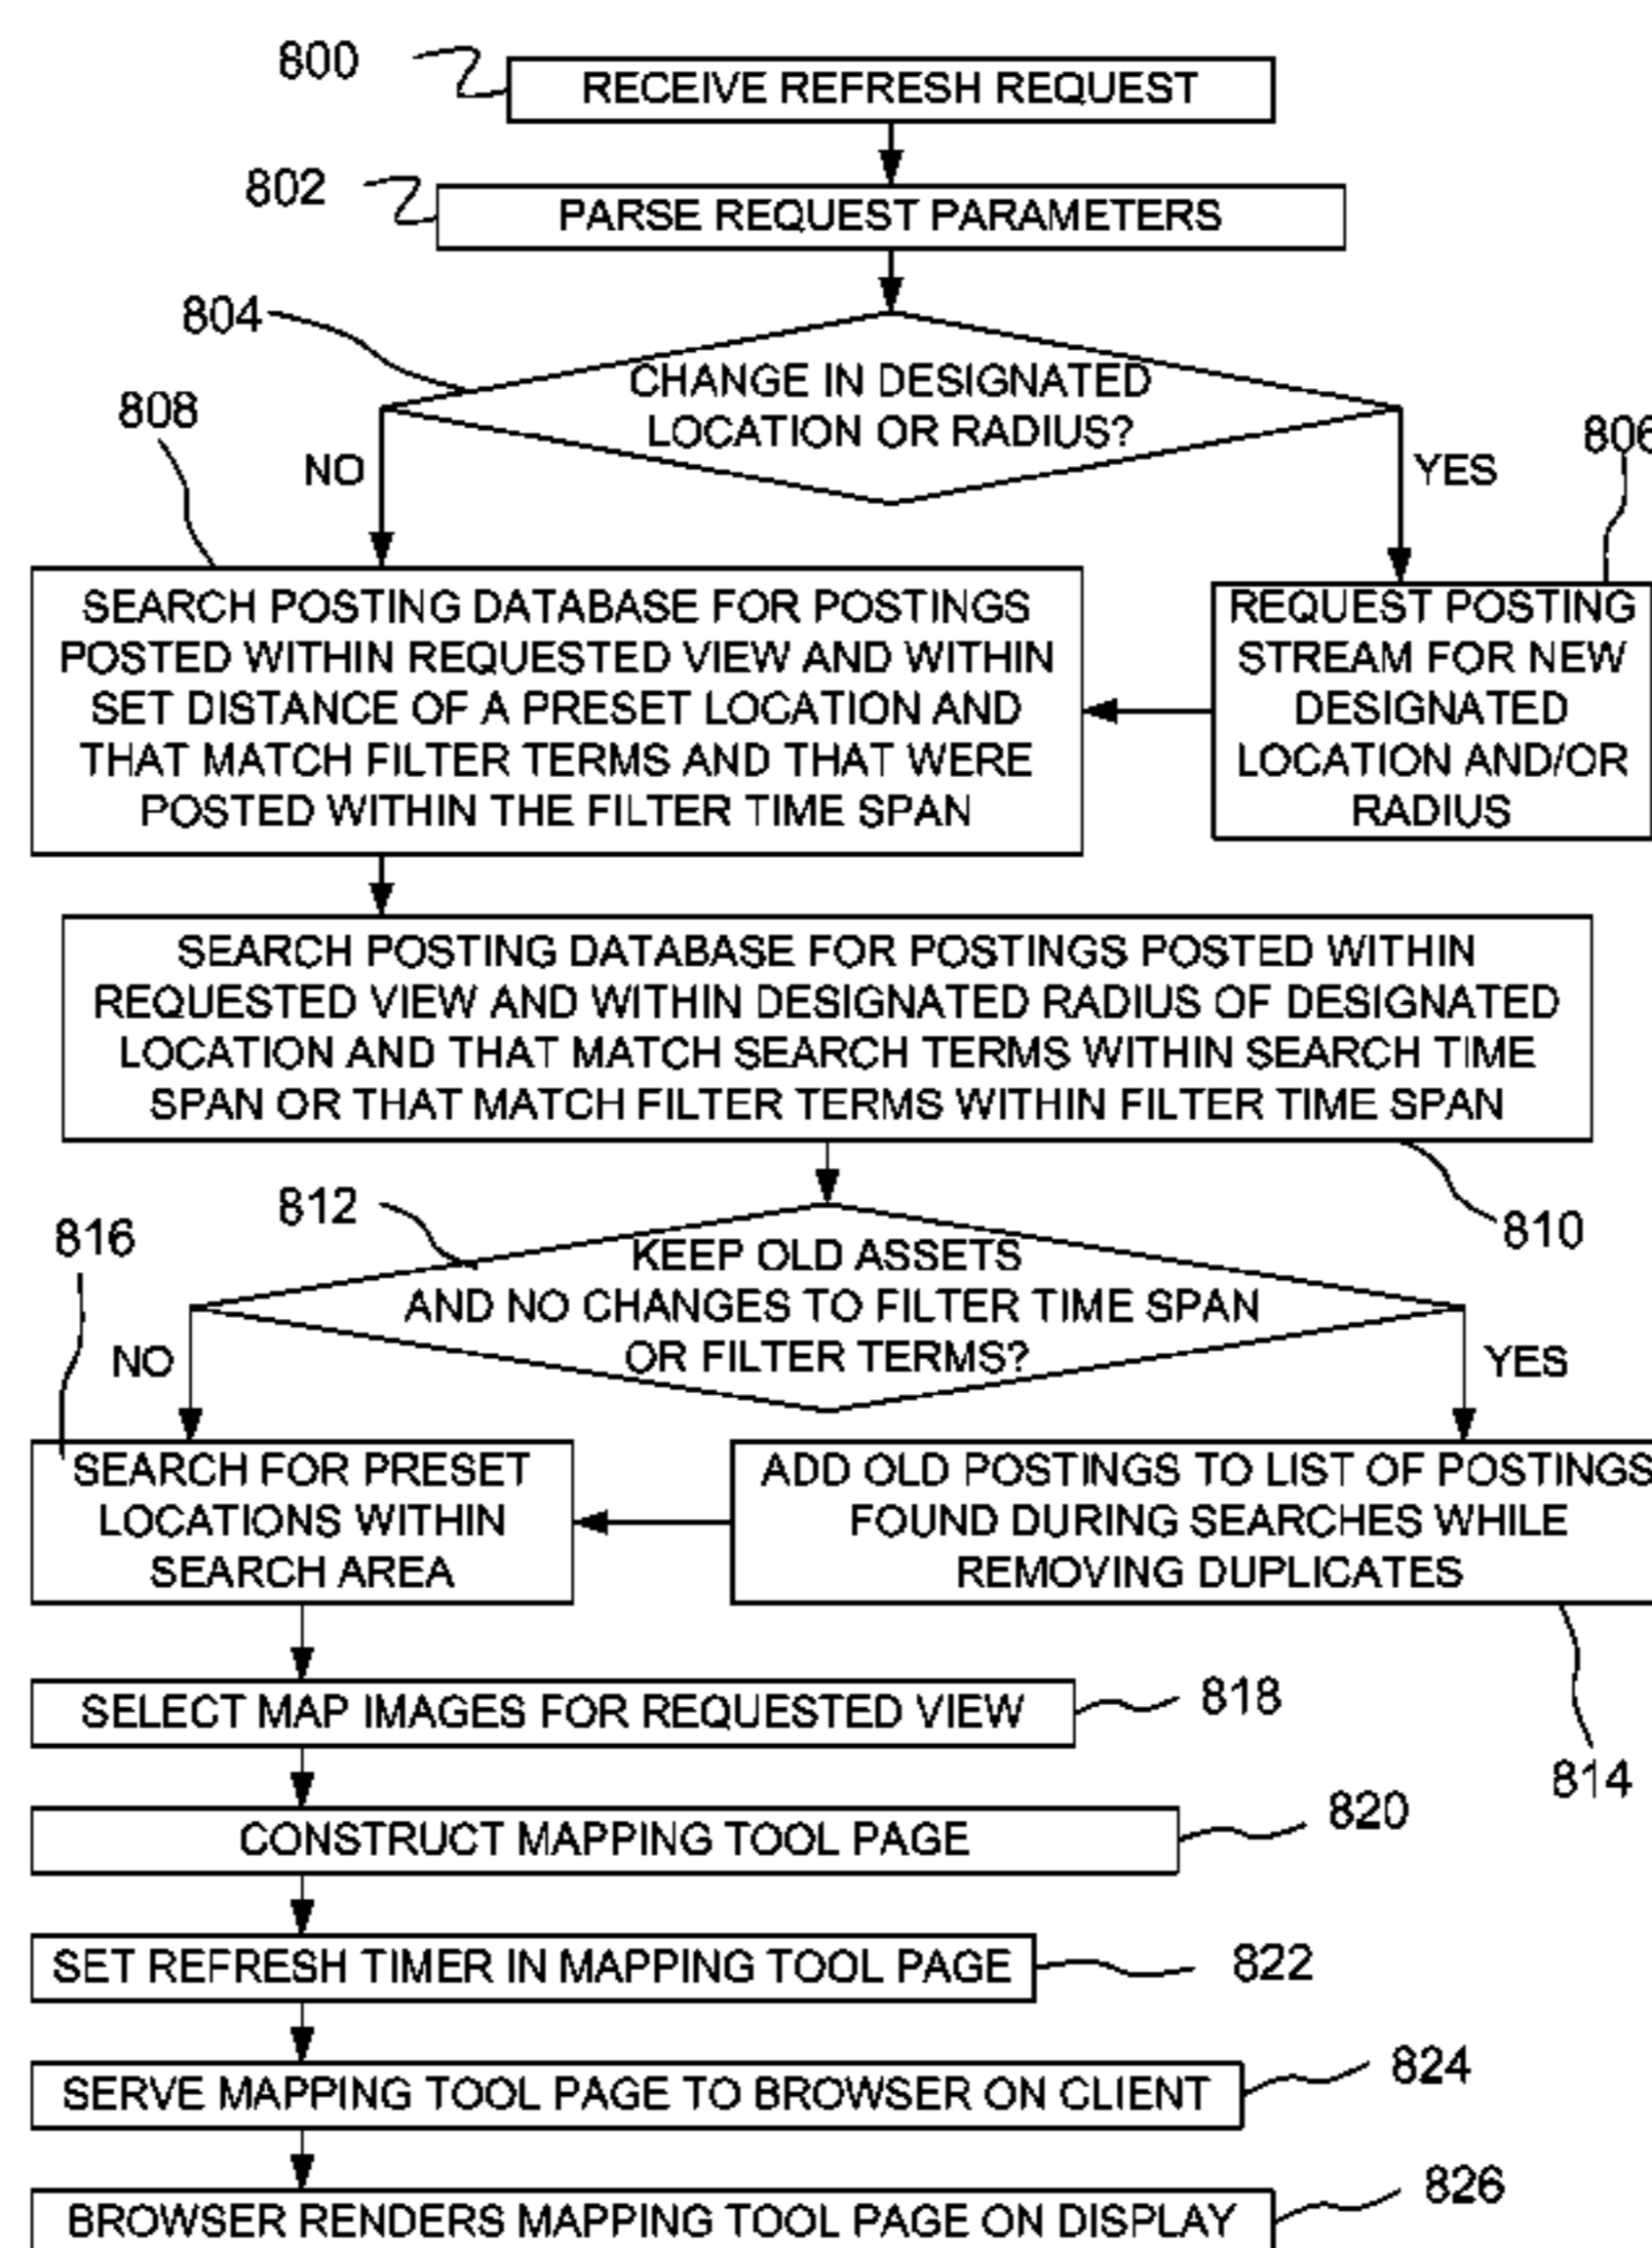 800
RECEIVE REFRESH REQUEST
802
PARSE REQUEST PARAMETERS
804
CHANGE IN DESIGNATED
LOCATION OR RADIUS?
808
NO
YES
806
SEARCH POSTING DATABASE FOR POSTINGS
POSTED WITHIN REQUESTED VIEW AND WITHIN
SET DISTANCE OF A PRESET LOCATION AND
THAT MATCH FILTER TERMS AND THAT WERE
POSTED WITHIN THE FILTER TIME SPAN
REQUEST POSTING
STREAM FOR NEW
DESIGNATED
LOCATION AND/OR
RADIUS
SEARCH POSTING DATABASE FOR POSTINGS POSTED WITHIN
REQUESTED VIEW AND WITHIN DESIGNATED RADIUS OF DESIGNATED
LOCATION AND THAT MATCH SEARCH TERMS WITHIN SEARCH TIME
SPAN OR THAT MATCH FILTER TERMS WITHIN FILTER TIME SPAN
810
812
816
KEEP OLD ASSETS
AND NO CHANGES TO FILTER TIME SPAN
OR FILTER TERMS?
NO
YES
SEARCH FOR PRESET
LOCATIONS WITHIN
SEARCH AREA
ADD OLD POSTINGS TO LIST OF POSTINGS
FOUND DURING SEARCHES WHILE
REMOVING DUPLICATES
814
SELECT MAP IMAGES FOR REQUESTED VIEW
818
CONSTRUCT MAPPING TOOL PAGE
820
SET REFRESH TIMER IN MAPPING TOOL PAGE
822
SERVE MAPPING TOOL PAGE TO BROWSER ON CLIENT
824
BROWSER RENDERS MAPPING TOOL PAGE ON DISPLAY
826